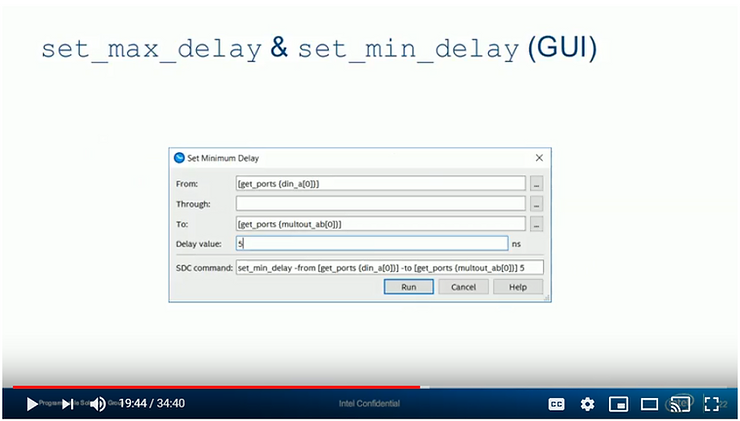 set_max_delay & set_min_delay (GUI)
Set Minimum Delay
From: [get_ports {din_a[0]}] ...
Through: ...
To: [get_ports {multout_ab[0]}] ...
Delay value: 5 ns
SDC command: set_min_delay -from [get_ports {din_a[0]}] -to [get_ports {multout_ab[0]}] 5
Run Cancel Help
19:44 / 34:40
Intel Confidential
CC
22